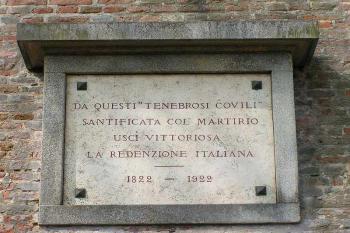 DA QUESTI "TENEBROSI COVILI"
SANTIFICATA COL MARTIRIO
USCÌ VITTORIOSA
LA REDENZIONE ITALIANA
1822 — 1922